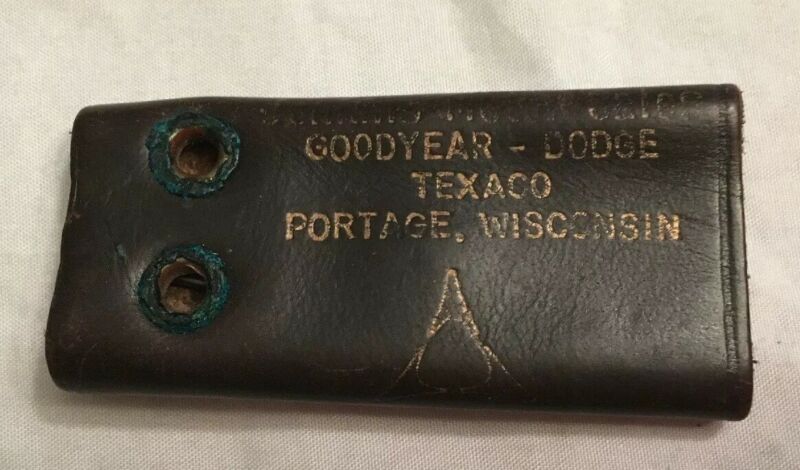 GOODYEAR - DODGE
TEXACO
PORTAGE, WISCONSIN